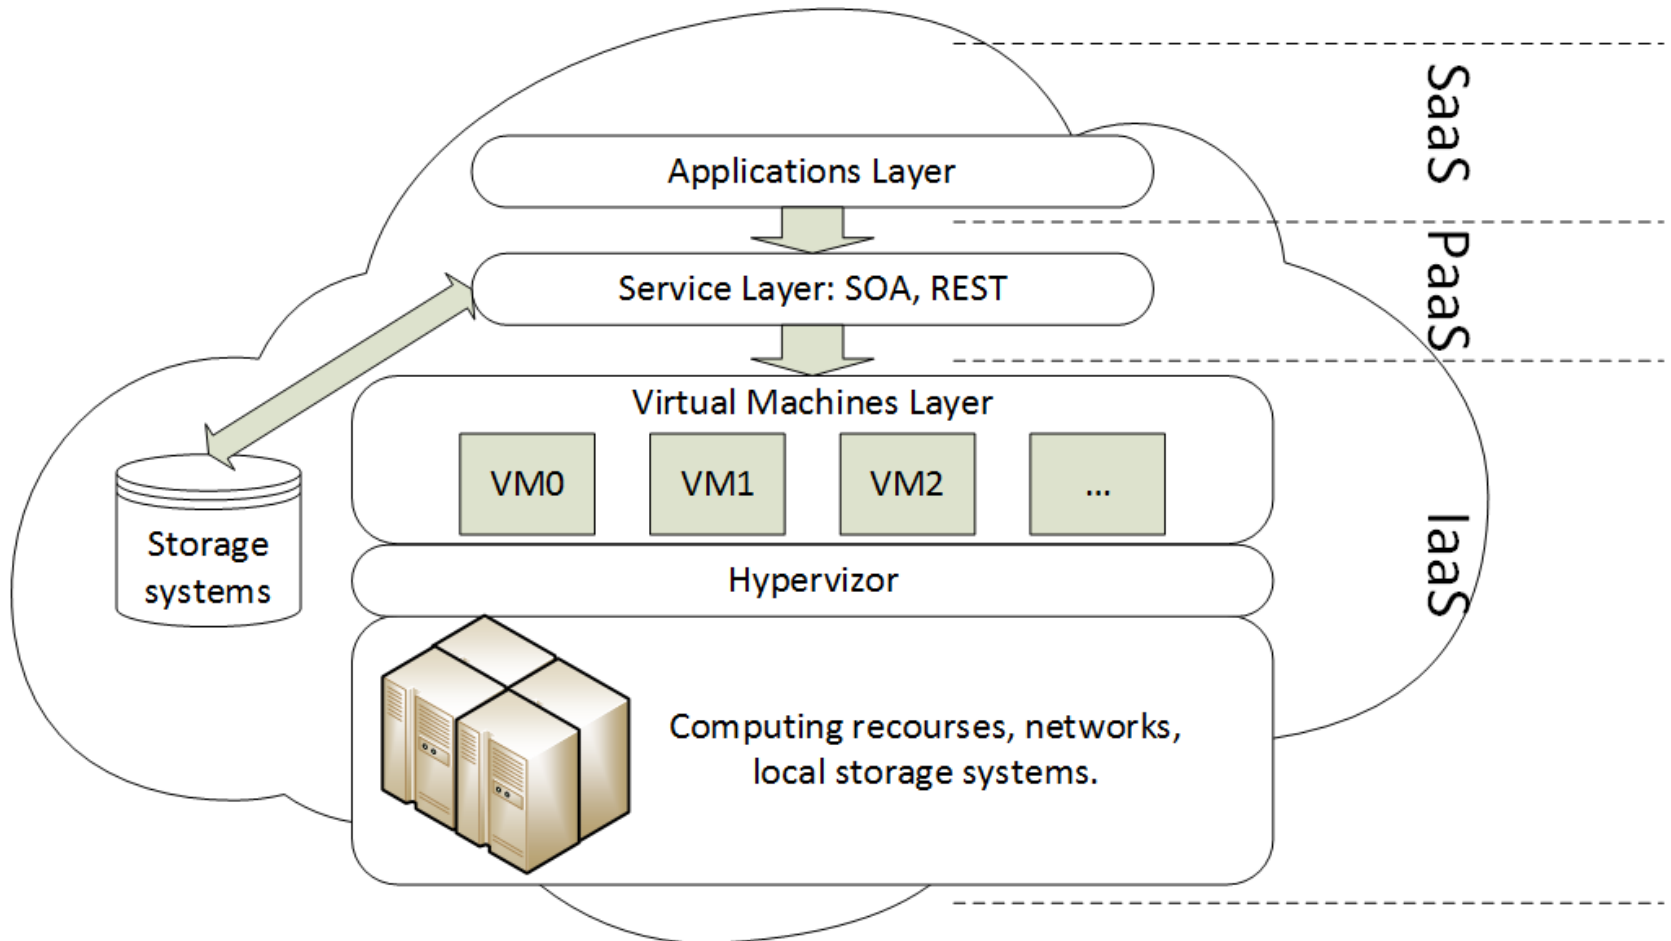 Applications Layer
SaaS
Service Layer: SOA, REST
PaaS
Virtual Machines Layer
VM0
VM1
VM2
...
Storage
systems
Hypervizor
IaaS
Computing recourses, networks,
local storage systems.